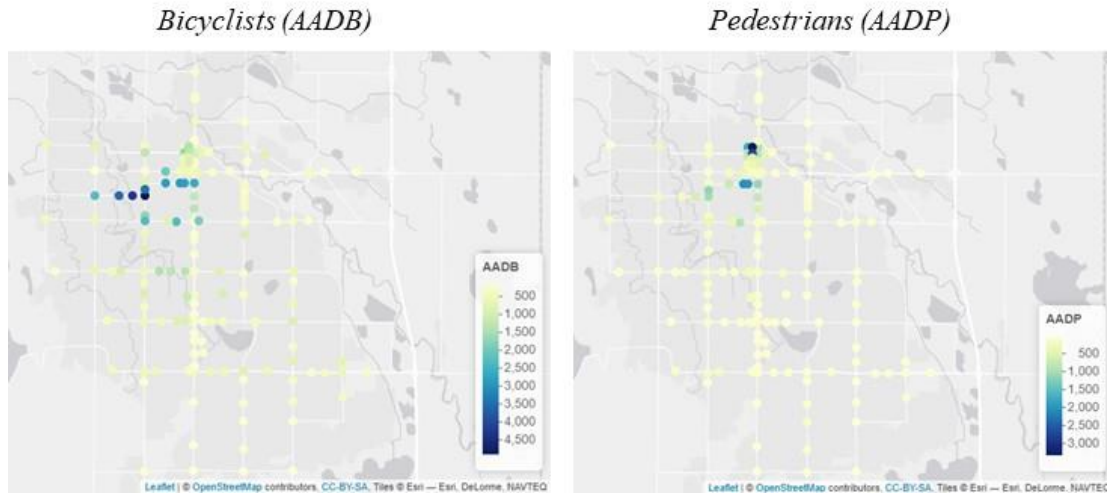 Bicyclists (AADB)
Pedestrians (AADP)
AADB
500
1,000
1,500
2,000
2,500
3,000
3,500
4,000
4,500
Leaflet | © OpenStreetMap contributors, CC-BY-SA, Tiles © Esri — Esri, DeLorme, NAVTEQ
AADP
500
1,000
1,500
2,000
2,500
3,000
Leaflet | © OpenStreetMap contributors, CC-BY-SA, Tiles © Esri — Esri, DeLorme, NAVTEQ